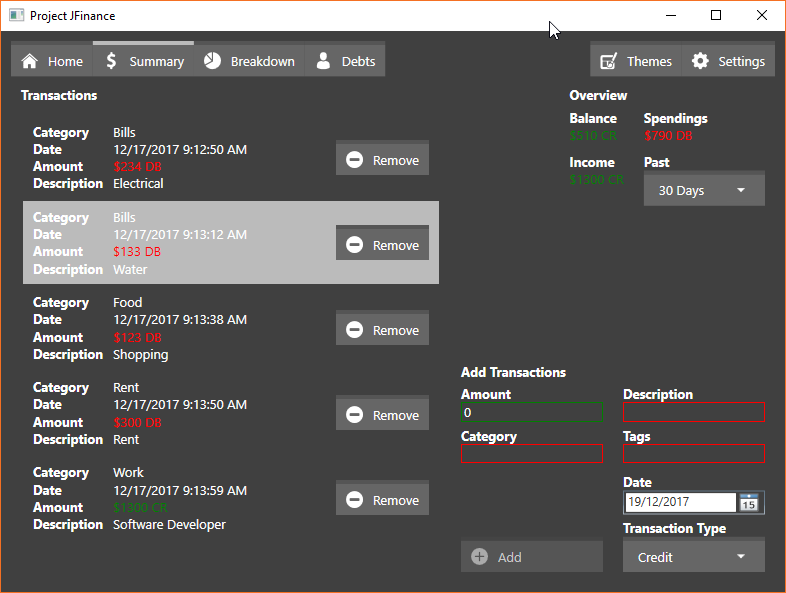 Project JFinance
Home Summary Breakdown Debts Themes Settings
Transactions
Category Bills
Date 12/17/2017 9:12:50 AM
Amount $234 DB
Description Electrical
Remove
Category Bills
Date 12/17/2017 9:13:12 AM
Amount $133 DB
Description Water
Remove
Category Food
Date 12/17/2017 9:13:38 AM
Amount $123 DB
Description Shopping
Remove
Category Rent
Date 12/17/2017 9:13:50 AM
Amount $300 DB
Description Rent
Remove
Category Work
Date 12/17/2017 9:13:59 AM
Amount $1300 CR
Description Software Developer
Remove
Overview
Balance Spendings
$510 CR $790 DB
Income Past
$1300 CR 30 Days
Add Transactions
Amount Description
0
Category Tags
Date
19/12/2017 15
Transaction Type
Add Credit